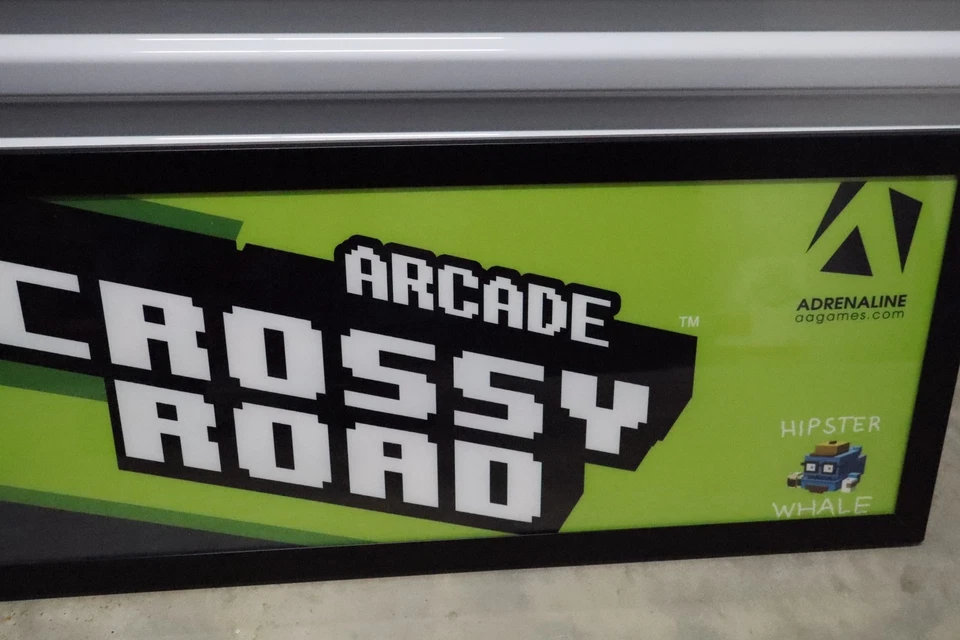 ARCADE
CROSSY
ROAD
™
ADRENALINE
aagames.com
HIPSTER
WHALE